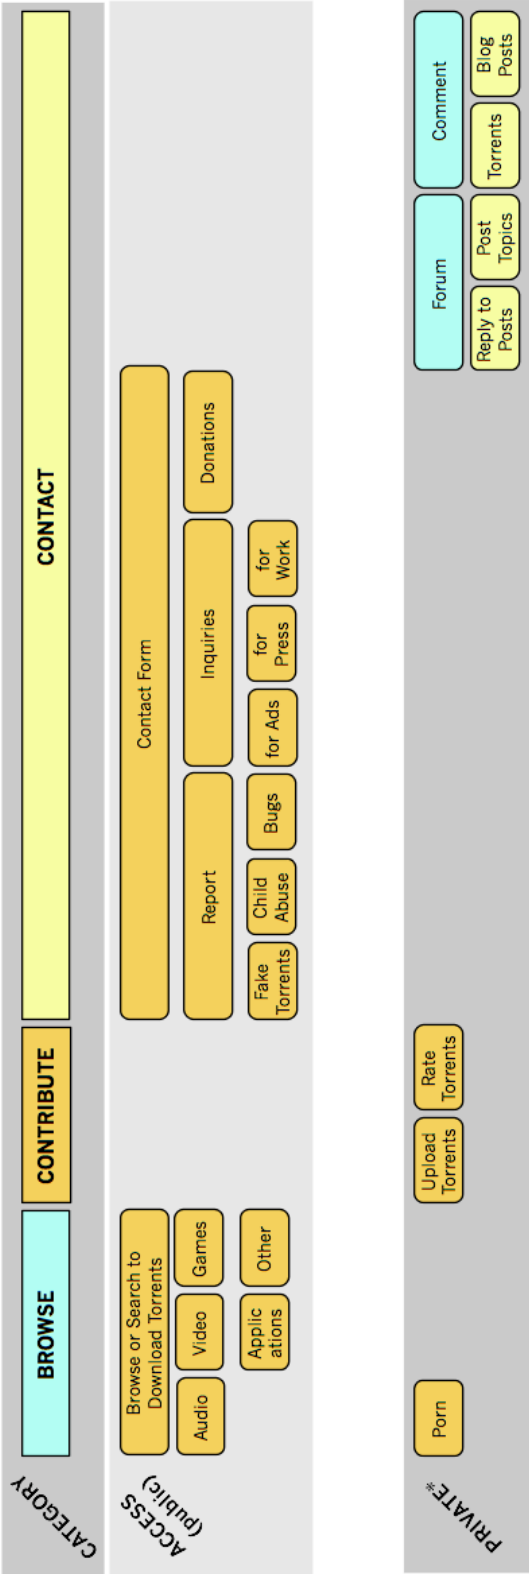 CATEGORY
BROWSE
CONTRIBUTE
CONTACT
ACCESS
(public)
Browse or Search to
Download Torrents
Audio
Video
Games
Applic
ations
Other
Contact Form
Report
Inquiries
Donations
Fake
Torrents
Child
Abuse
Bugs
for Ads
for
Press
for
Work
PRIVATE*
Porn
Upload
Torrents
Rate
Torrents
Forum
Comment
Reply to
Posts
Post
Topics
Torrents
Blog
Posts